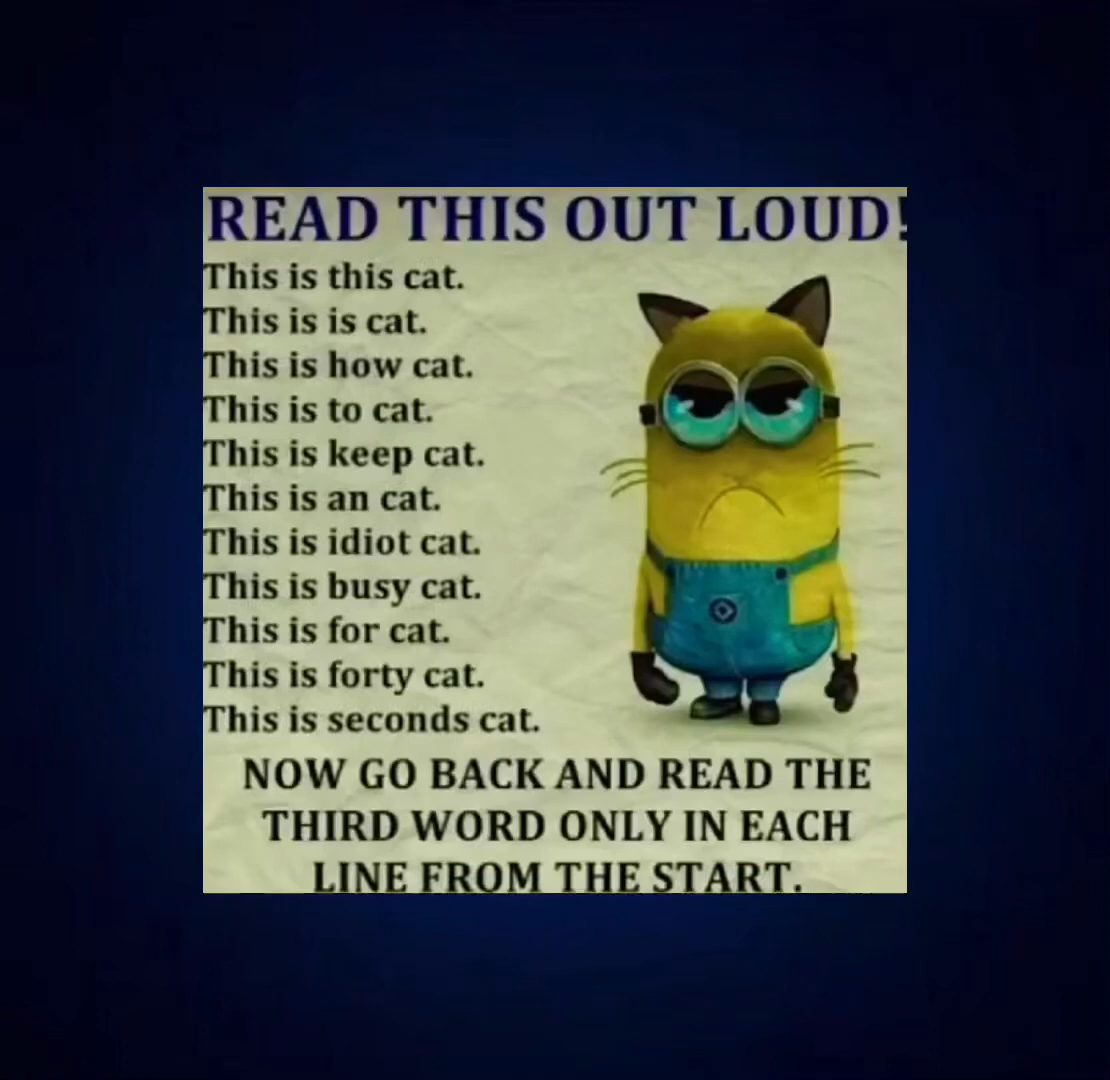 READ THIS OUT LOUD!
This is this cat.
This is is cat.
This is how cat.
This is to cat.
This is keep cat.
This is an cat.
This is idiot cat.
This is busy cat.
This is for cat.
This is forty cat.
This is seconds cat.
NOW GO BACK AND READ THE
THIRD WORD ONLY IN EACH
LINE FROM THE START.